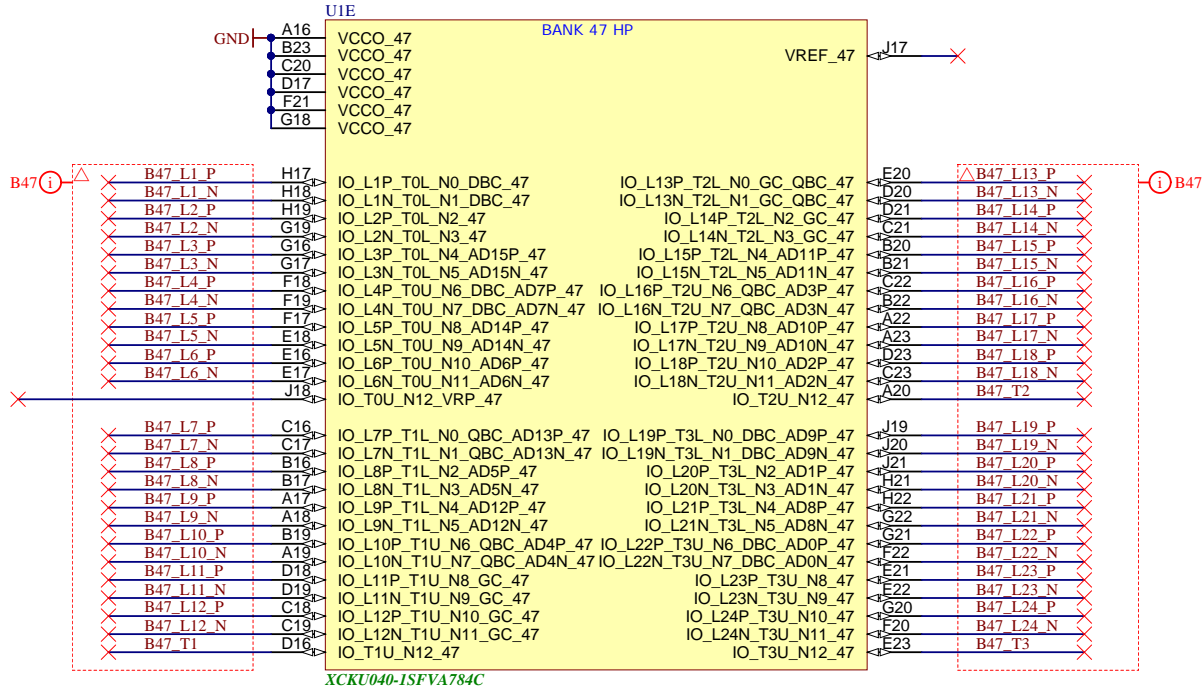 U1E
BANK 47 HP
GND
A16 VCCO_47
B23 VCCO_47
C20 VCCO_47
D17 VCCO_47
F21 VCCO_47
G18 VCCO_47
VREF_47 J17
B47 i
B47_L1_P H17 IO_L1P_T0L_N0_DBC_47
B47_L1_N H18 IO_L1N_T0L_N1_DBC_47
B47_L2_P H19 IO_L2P_T0L_N2_47
B47_L2_N G19 IO_L2N_T0L_N3_47
B47_L3_P G16 IO_L3P_T0L_N4_AD15P_47
B47_L3_N G17 IO_L3N_T0L_N5_AD15N_47
B47_L4_P F18 IO_L4P_T0U_N6_DBC_AD7P_47
B47_L4_N F19 IO_L4N_T0U_N7_DBC_AD7N_47
B47_L5_P F17 IO_L5P_T0U_N8_AD14P_47
B47_L5_N E18 IO_L5N_T0U_N9_AD14N_47
B47_L6_P E16 IO_L6P_T0U_N10_AD6P_47
B47_L6_N E17 IO_L6N_T0U_N11_AD6N_47
J18 IO_T0U_N12_VRP_47
B47_L7_P C16 IO_L7P_T1L_N0_QBC_AD13P_47
B47_L7_N C17 IO_L7N_T1L_N1_QBC_AD13N_47
B47_L8_P B16 IO_L8P_T1L_N2_AD5P_47
B47_L8_N B17 IO_L8N_T1L_N3_AD5N_47
B47_L9_P A17 IO_L9P_T1L_N4_AD12P_47
B47_L9_N A18 IO_L9N_T1L_N5_AD12N_47
B47_L10_P B19 IO_L10P_T1U_N6_QBC_AD4P_47
B47_L10_N A19 IO_L10N_T1U_N7_QBC_AD4N_47
B47_L11_P D18 IO_L11P_T1U_N8_GC_47
B47_L11_N D19 IO_L11N_T1U_N9_GC_47
B47_L12_P C18 IO_L12P_T1U_N10_GC_47
B47_L12_N C19 IO_L12N_T1U_N11_GC_47
B47_T1 D16 IO_T1U_N12_47
i B47
IO_L13P_T2L_N0_GC_QBC_47 E20 B47_L13_P
IO_L13N_T2L_N1_GC_QBC_47 D20 B47_L13_N
IO_L14P_T2L_N2_GC_47 D21 B47_L14_P
IO_L14N_T2L_N3_GC_47 C21 B47_L14_N
IO_L15P_T2L_N4_AD11P_47 B20 B47_L15_P
IO_L15N_T2L_N5_AD11N_47 B21 B47_L15_N
IO_L16P_T2U_N6_QBC_AD3P_47 C22 B47_L16_P
IO_L16N_T2U_N7_QBC_AD3N_47 B22 B47_L16_N
IO_L17P_T2U_N8_AD10P_47 A22 B47_L17_P
IO_L17N_T2U_N9_AD10N_47 A23 B47_L17_N
IO_L18P_T2U_N10_AD2P_47 D23 B47_L18_P
IO_L18N_T2U_N11_AD2N_47 C23 B47_L18_N
IO_T2U_N12_47 A20 B47_T2
IO_L19P_T3L_N0_DBC_AD9P_47 J19 B47_L19_P
IO_L19N_T3L_N1_DBC_AD9N_47 J20 B47_L19_N
IO_L20P_T3L_N2_AD1P_47 J21 B47_L20_P
IO_L20N_T3L_N3_AD1N_47 H21 B47_L20_N
IO_L21P_T3L_N4_AD8P_47 H22 B47_L21_P
IO_L21N_T3L_N5_AD8N_47 G22 B47_L21_N
IO_L22P_T3U_N6_DBC_AD0P_47 G21 B47_L22_P
IO_L22N_T3U_N7_DBC_AD0N_47 F22 B47_L22_N
IO_L23P_T3U_N8_47 E21 B47_L23_P
IO_L23N_T3U_N9_47 E22 B47_L23_N
IO_L24P_T3U_N10_47 G20 B47_L24_P
IO_L24N_T3U_N11_47 F20 B47_L24_N
IO_T3U_N12_47 E23 B47_T3
XCKU040-1SFVA784C